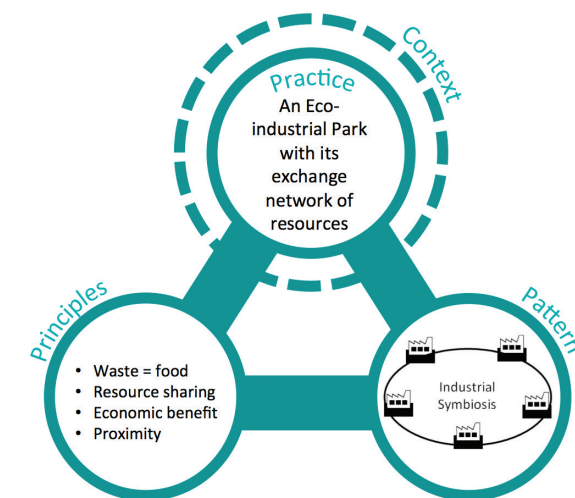 Context
Practice
An Eco-
industrial Park
with its
exchange
network of
resources
Principles
• Waste = food
• Resource sharing
• Economic benefit
• Proximity
Pattern
Industrial
Symbiosis